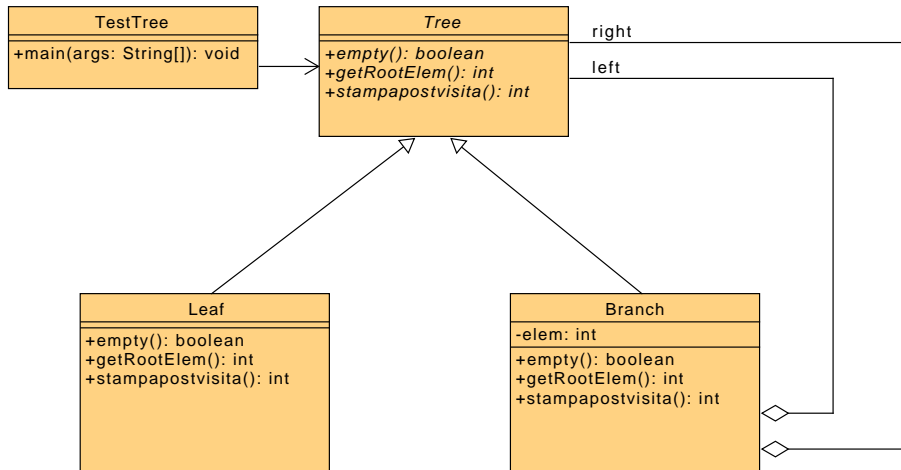 TestTree
+main(args: String[]): void
Tree
+empty(): boolean
+getRootElem(): int
+stampapostvisita(): int
right
left
Leaf
+empty(): boolean
+getRootElem(): int
+stampapostvisita(): int
Branch
-elem: int
+empty(): boolean
+getRootElem(): int
+stampapostvisita(): int